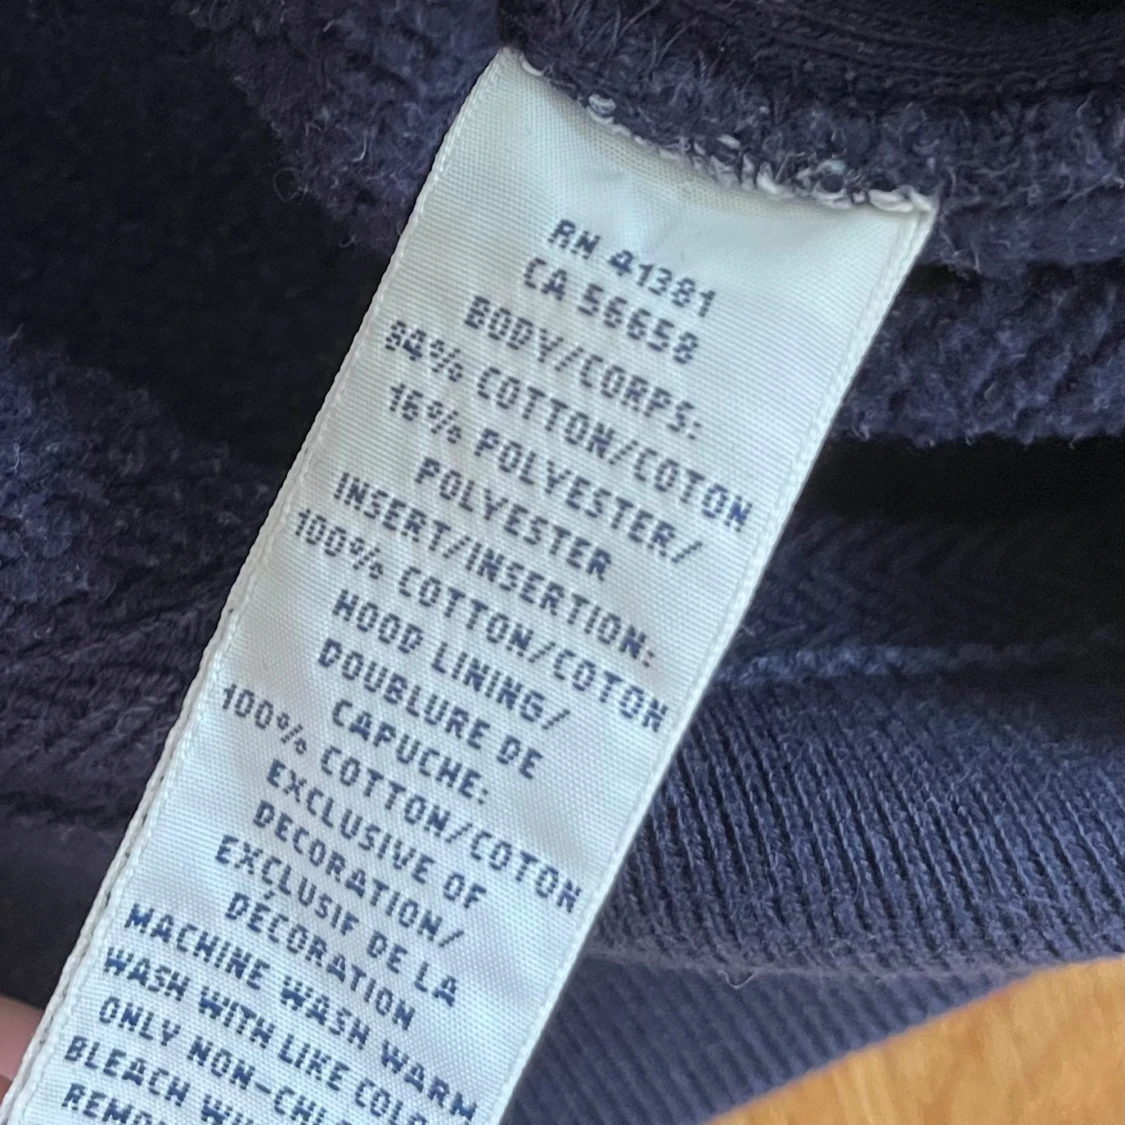 RN 41381
CA 56658
BODY/CORPS:
84% COTTON/COTON
16% POLYESTER/
POLYESTER
INSERT/INSERTION:
100% COTTON/COTON
HOOD LINING/
DOUBLURE DE
CAPUCHE:
100% COTTON/COTON
EXCLUSIVE OF
DECORATION/
EXCLUSIF DE LA
DÉCORATION
MACHINE WASH WARM
WASH WITH LIKE
ONLY
BLEACH